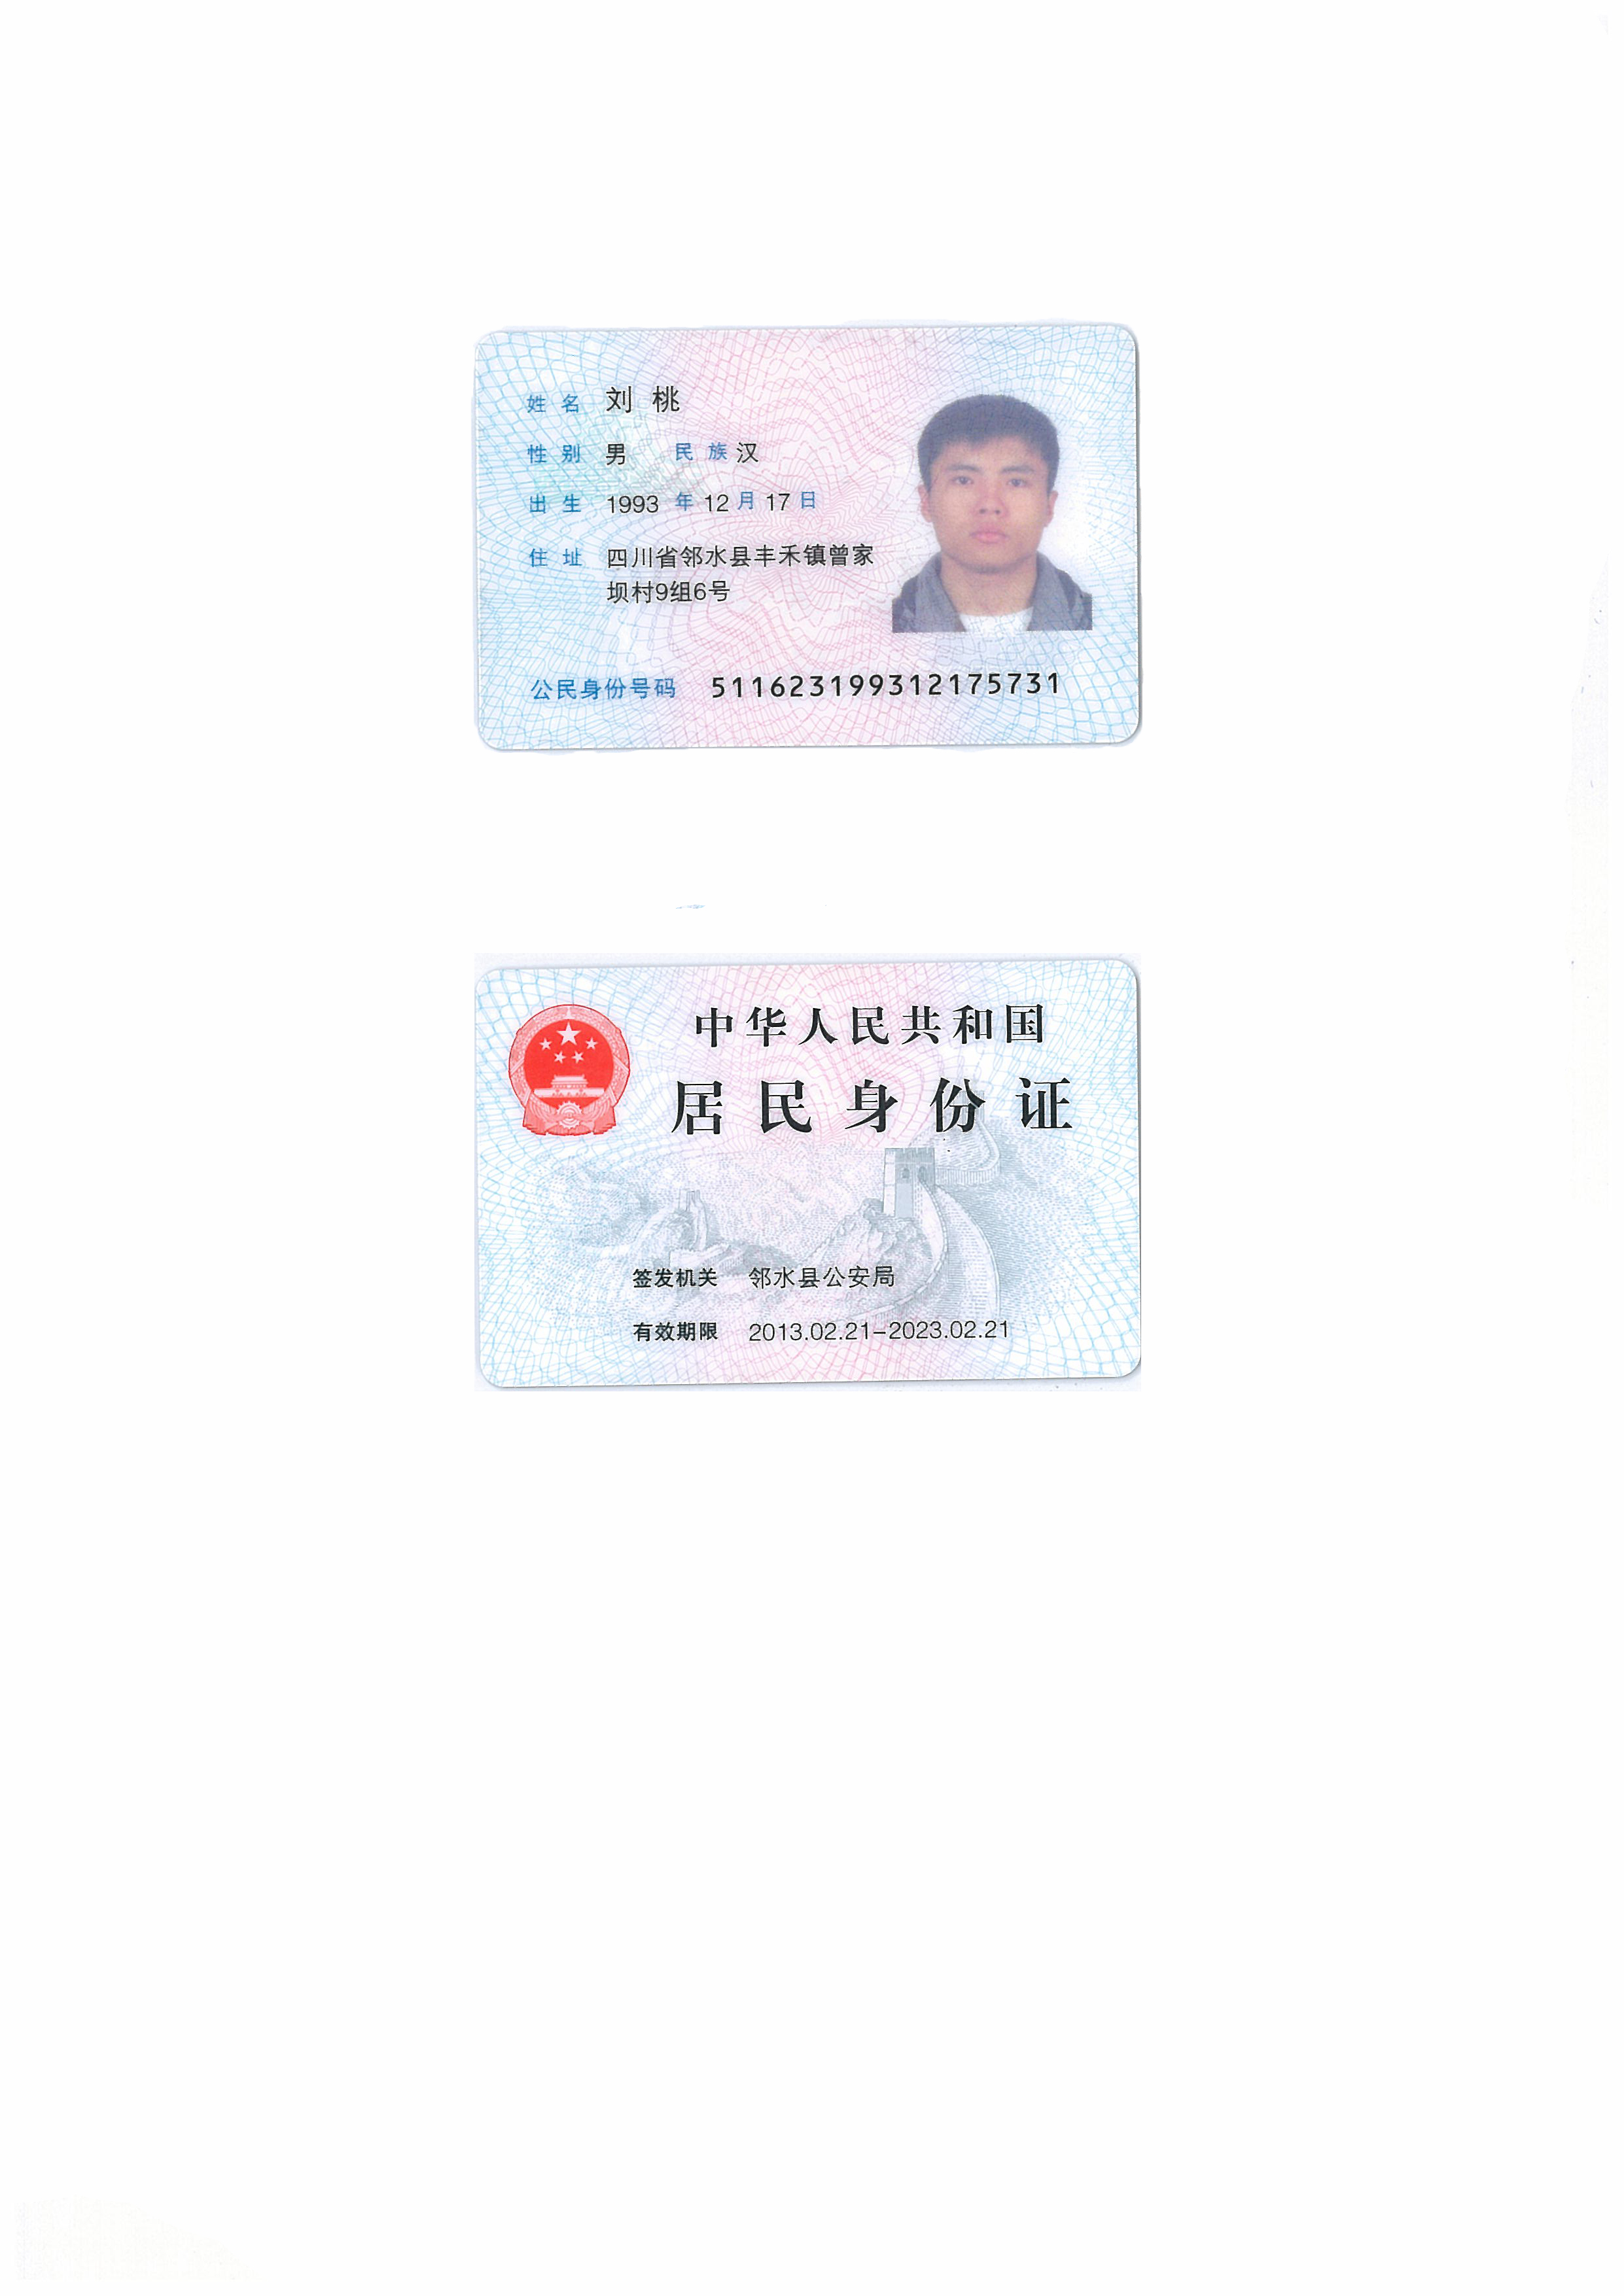 姓名 刘桃
性别 男 民族 汉
出生 1993 年 12 月 17 日
住址 四川省邻水县丰禾镇曾家
坝村9组6号
公民身份号码 511623199312175731
中华人民共和国
居民身份证
签发机关 邻水县公安局
有效期限 2013.02.21-2023.02.21